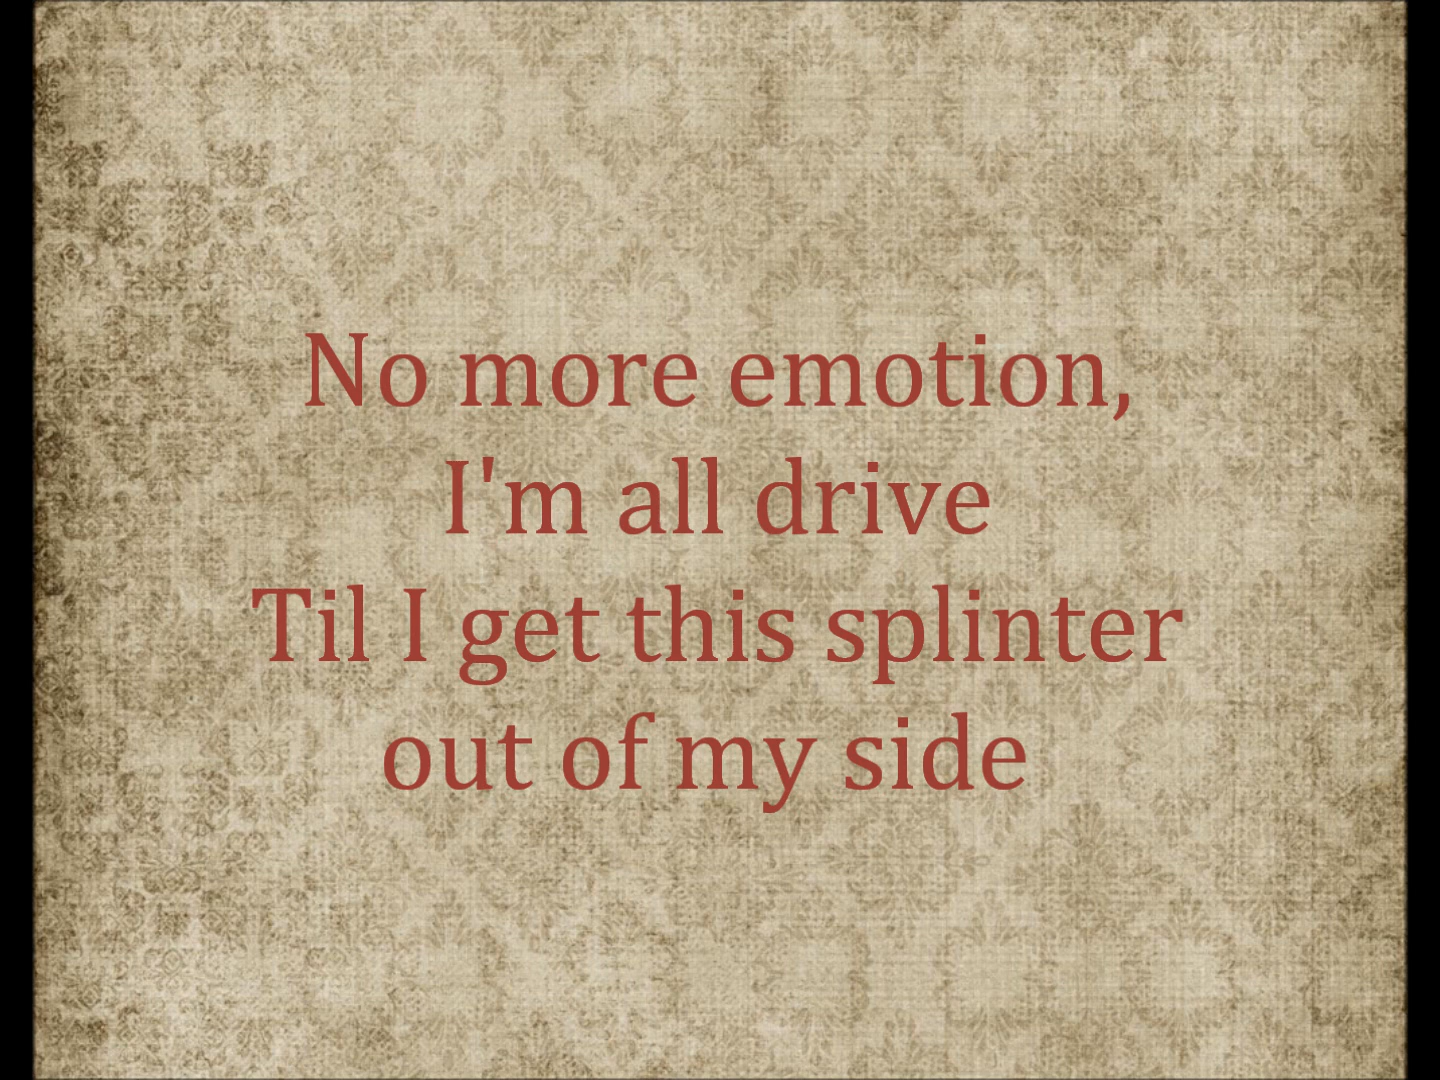 No more emotion,
I'm all drive
Til I get this splinter
out of my side